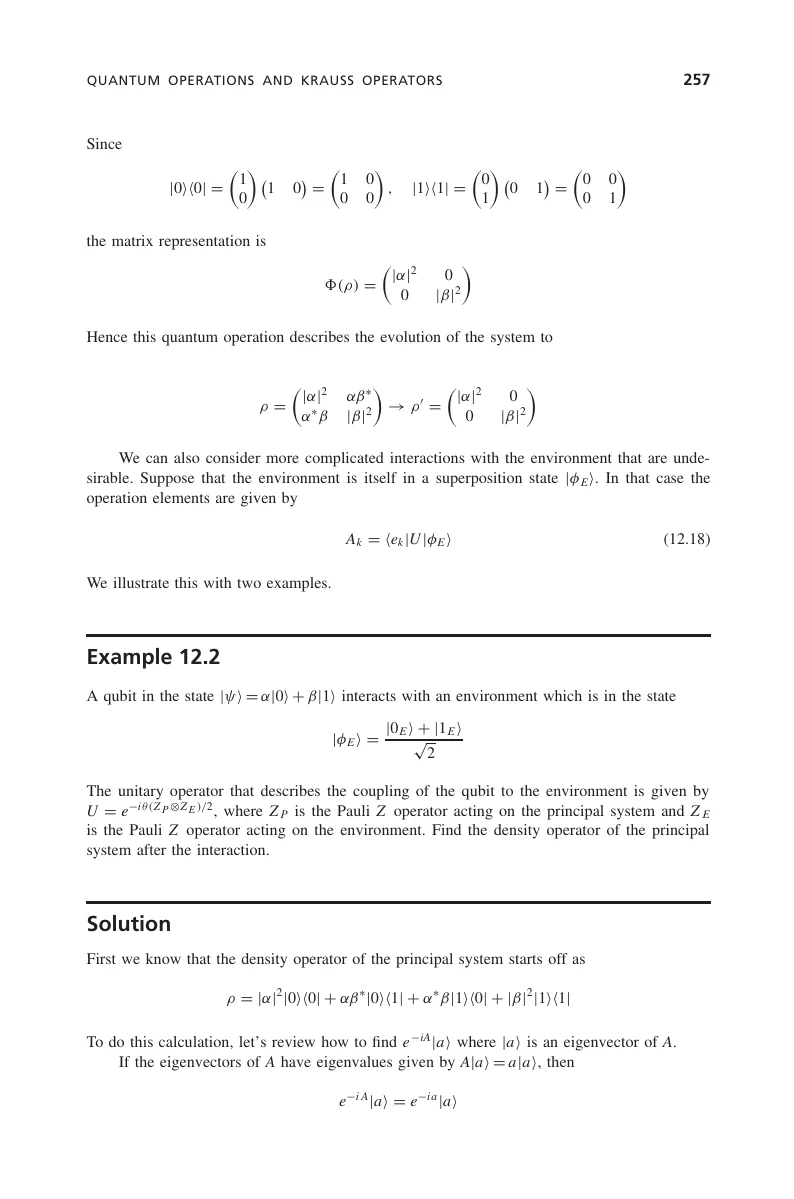 QUANTUM OPERATIONS AND KRAUSS OPERATORS 257
Since
|0⟩⟨0| = (1 0) (1 0) = (1 0 0 0), |1⟩⟨1| = (0 1) (0 1) = (0 0 0 1)
the matrix representation is
Φ(ρ) = (|α|² 0 0 |β|²)
Hence this quantum operation describes the evolution of the system to
ρ = (|α|² αβ* α*β |β|²) → ρ′ = (|α|² 0 0 |β|²)
We can also consider more complicated interactions with the environment that are unde-
sirable. Suppose that the environment is itself in a superposition state |ϕ_E⟩. In that case the
operation elements are given by
A_k = ⟨e_k|U|ϕ_E⟩ (12.18)
We illustrate this with two examples.
Example 12.2
A qubit in the state |ψ⟩ = α|0⟩ + β|1⟩ interacts with an environment which is in the state
|ϕ_E⟩ = (|0_E⟩ + |1_E⟩)/√2
The unitary operator that describes the coupling of the qubit to the environment is given by
U = e^{−iθ(Z_P⊗Z_E)/2}, where Z_P is the Pauli Z operator acting on the principal system and Z_E
is the Pauli Z operator acting on the environment. Find the density operator of the principal
system after the interaction.
Solution
First we know that the density operator of the principal system starts off as
ρ = |α|²|0⟩⟨0| + αβ*|0⟩⟨1| + α*β|1⟩⟨0| + |β|²|1⟩⟨1|
To do this calculation, let's review how to find e^{−iA}|a⟩ where |a⟩ is an eigenvector of A.
If the eigenvectors of A have eigenvalues given by A|a⟩ = a|a⟩, then
e^{−iA}|a⟩ = e^{−ia}|a⟩